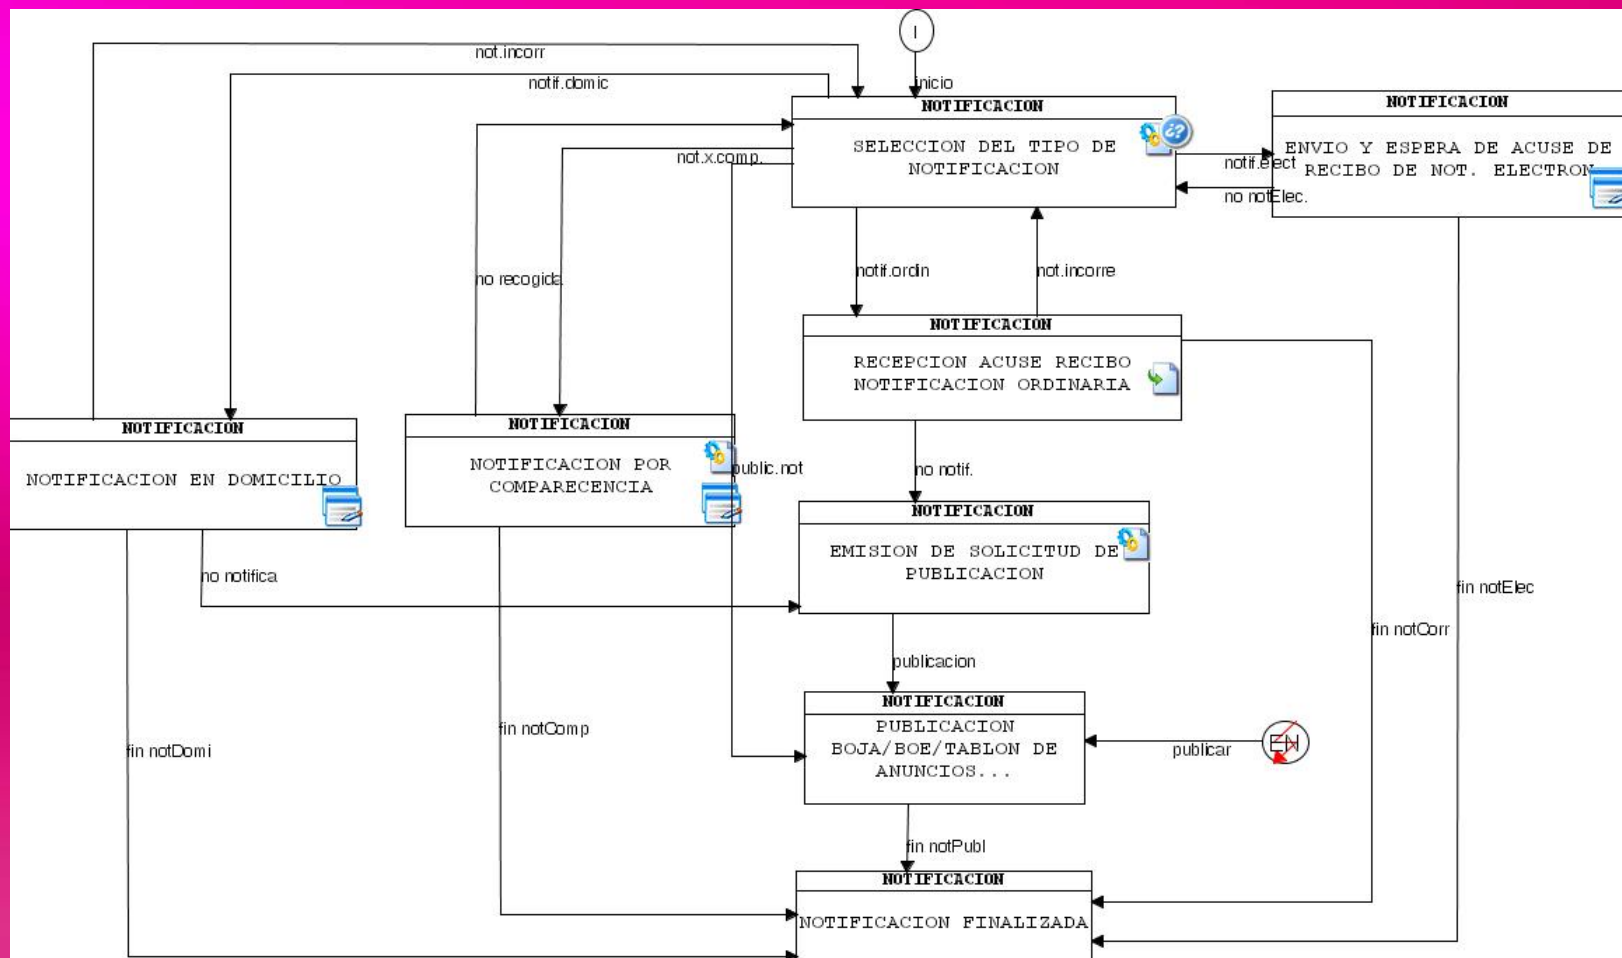 I
inicio
not.incorr
notif.domic
NOTIFICACION
SELECCION DEL TIPO DE
NOTIFICACION
NOTIFICACION
ENVIO Y ESPERA DE ACUSE DE
RECIBO DE NOT. ELECTRON
notif.elect
no notElec.
not.x.comp.
no recogida
notif.ordin
not.incorre
NOTIFICACION
RECEPCION ACUSE RECIBO
NOTIFICACION ORDINARIA
NOTIFICACION
NOTIFICACION EN DOMICILIO
NOTIFICACION
NOTIFICACION POR
COMPARECENCIA
public.not
no notif.
NOTIFICACION
EMISION DE SOLICITUD DE
PUBLICACION
no notifica
fin notElec
fin notCorr
publicacion
NOTIFICACION
PUBLICACION
BOJA/BOE/TABLON DE
ANUNCIOS...
publicar
EN
fin notComp
fin notDomi
fin notPubl
NOTIFICACION
NOTIFICACION FINALIZADA